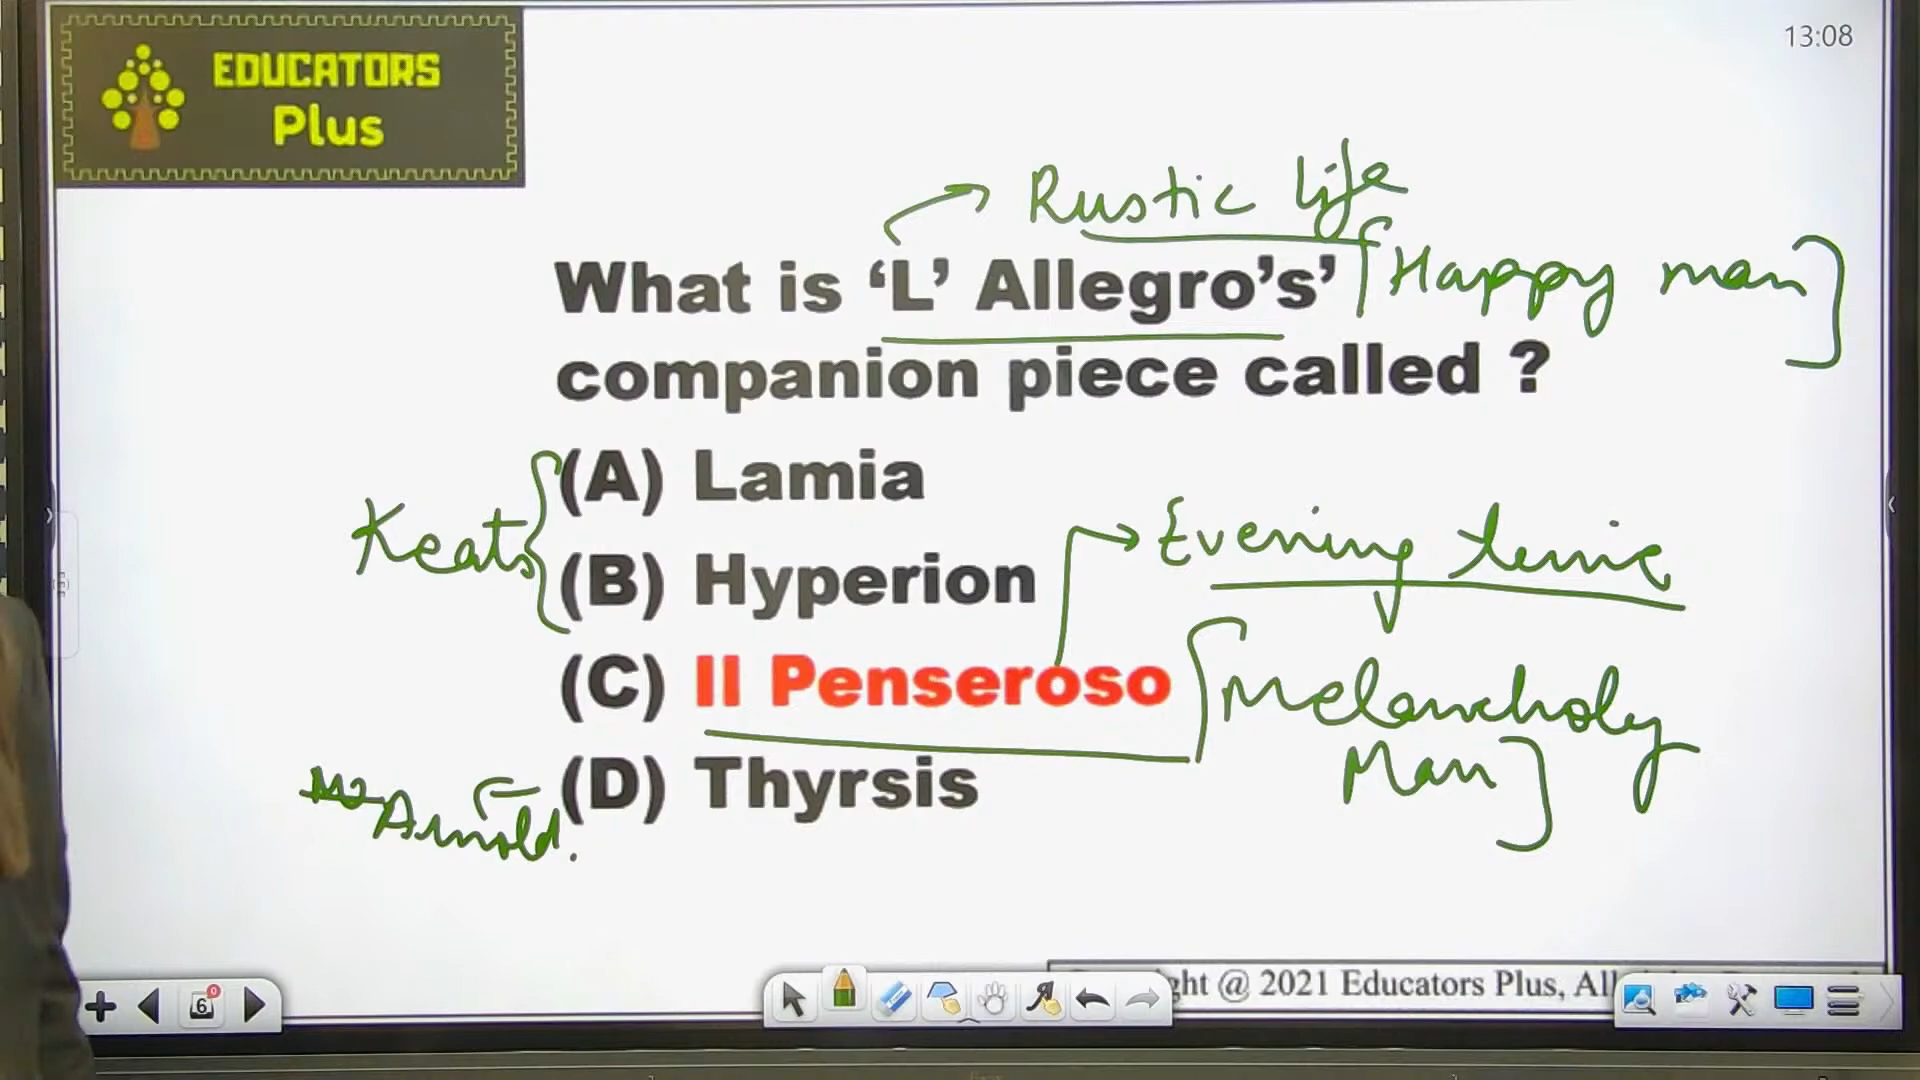 EDUCATORS
Plus
13:08
Rustic life
What is ‘L’ Allegro’s’ [Happy man]
companion piece called ?
Keats
(A) Lamia
(B) Hyperion
Evening time
(C) Il Penseroso
[Melancholy
Man]
(D) Thyrsis
Arnold.
6
0
ght @ 2021 Educators Plus, All